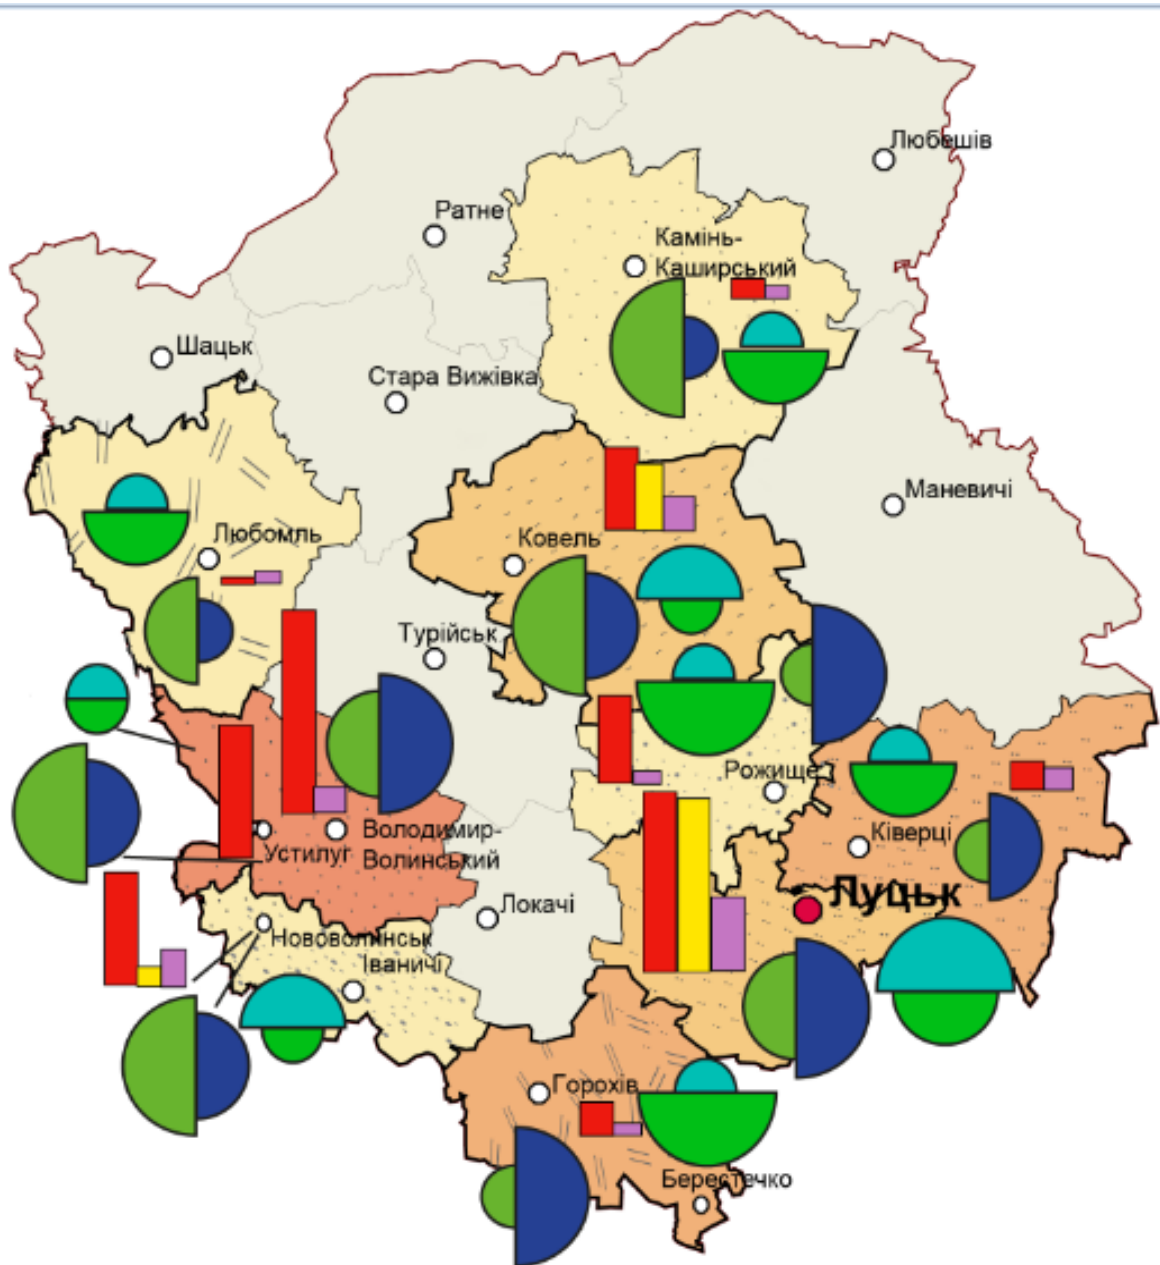 Любешів
Ратне
Камінь-
Каширський
Шацьк
Стара Вижівка
Маневичі
Любомль
Ковель
Турійськ
Рожище
Ківерці
Володимир-
Волинський
Устилуг
Луцьк
Локачі
Нововолинськ
Іваничі
Горохів
Берестечко